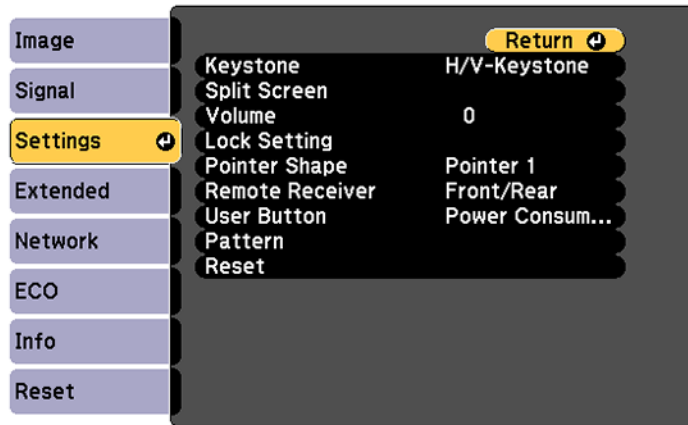 Image
Signal
Settings
Extended
Network
ECO
Info
Reset
Return
Keystone H/V-Keystone
Split Screen
Volume 0
Lock Setting
Pointer Shape Pointer 1
Remote Receiver Front/Rear
User Button Power Consum...
Pattern
Reset